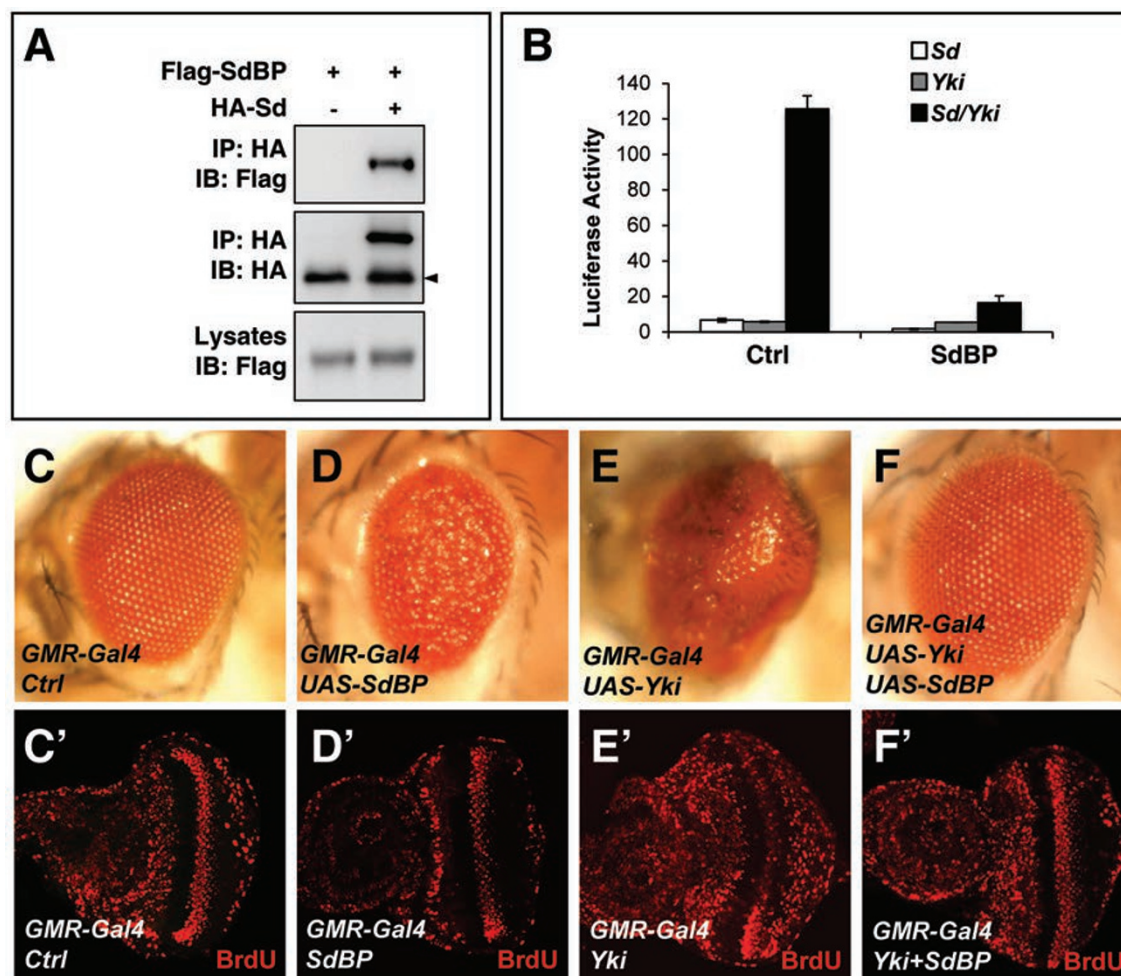 A
Flag-SdBP + +
HA-Sd - +
IP: HA
IB: Flag
IP: HA
IB: HA
Lysates
IB: Flag
B
Sd
Yki
Sd/Yki
Luciferase Activity
140
120
100
80
60
40
20
0
Ctrl SdBP
C
GMR-Gal4
Ctrl
D
GMR-Gal4
UAS-SdBP
E
GMR-Gal4
UAS-Yki
F
GMR-Gal4
UAS-Yki
UAS-SdBP
C'
GMR-Gal4
Ctrl BrdU
D'
GMR-Gal4
SdBP BrdU
E'
GMR-Gal4
Yki BrdU
F'
GMR-Gal4
Yki+SdBP BrdU